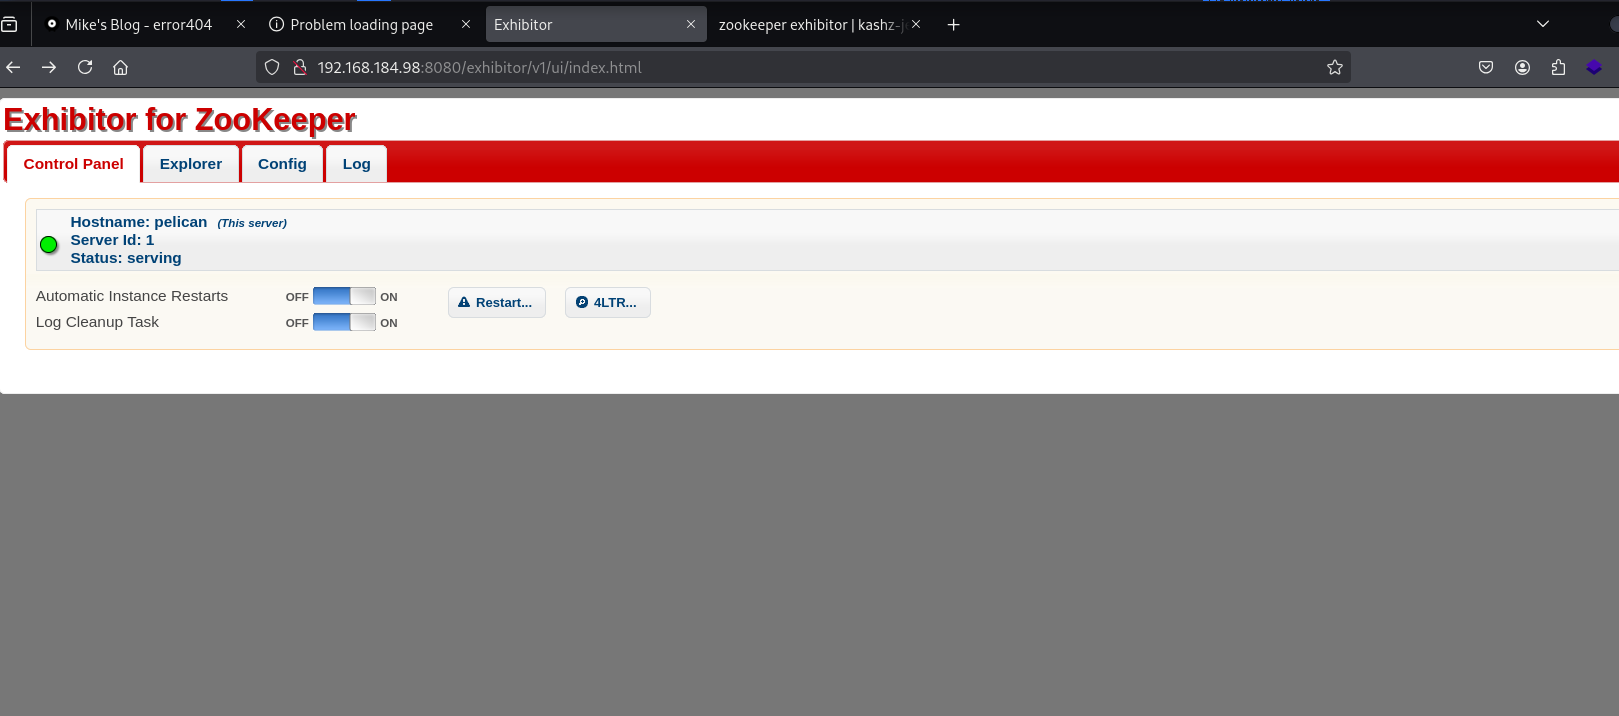 Mike's Blog - error404
Problem loading page
Exhibitor
zookeeper exhibitor | kashz-j
192.168.184.98:8080/exhibitor/v1/ui/index.html
Exhibitor for ZooKeeper
Control Panel
Explorer
Config
Log
Hostname: pelican (This server)
Server Id: 1
Status: serving
Automatic Instance Restarts OFF ON Restart... 4LTR...
Log Cleanup Task OFF ON